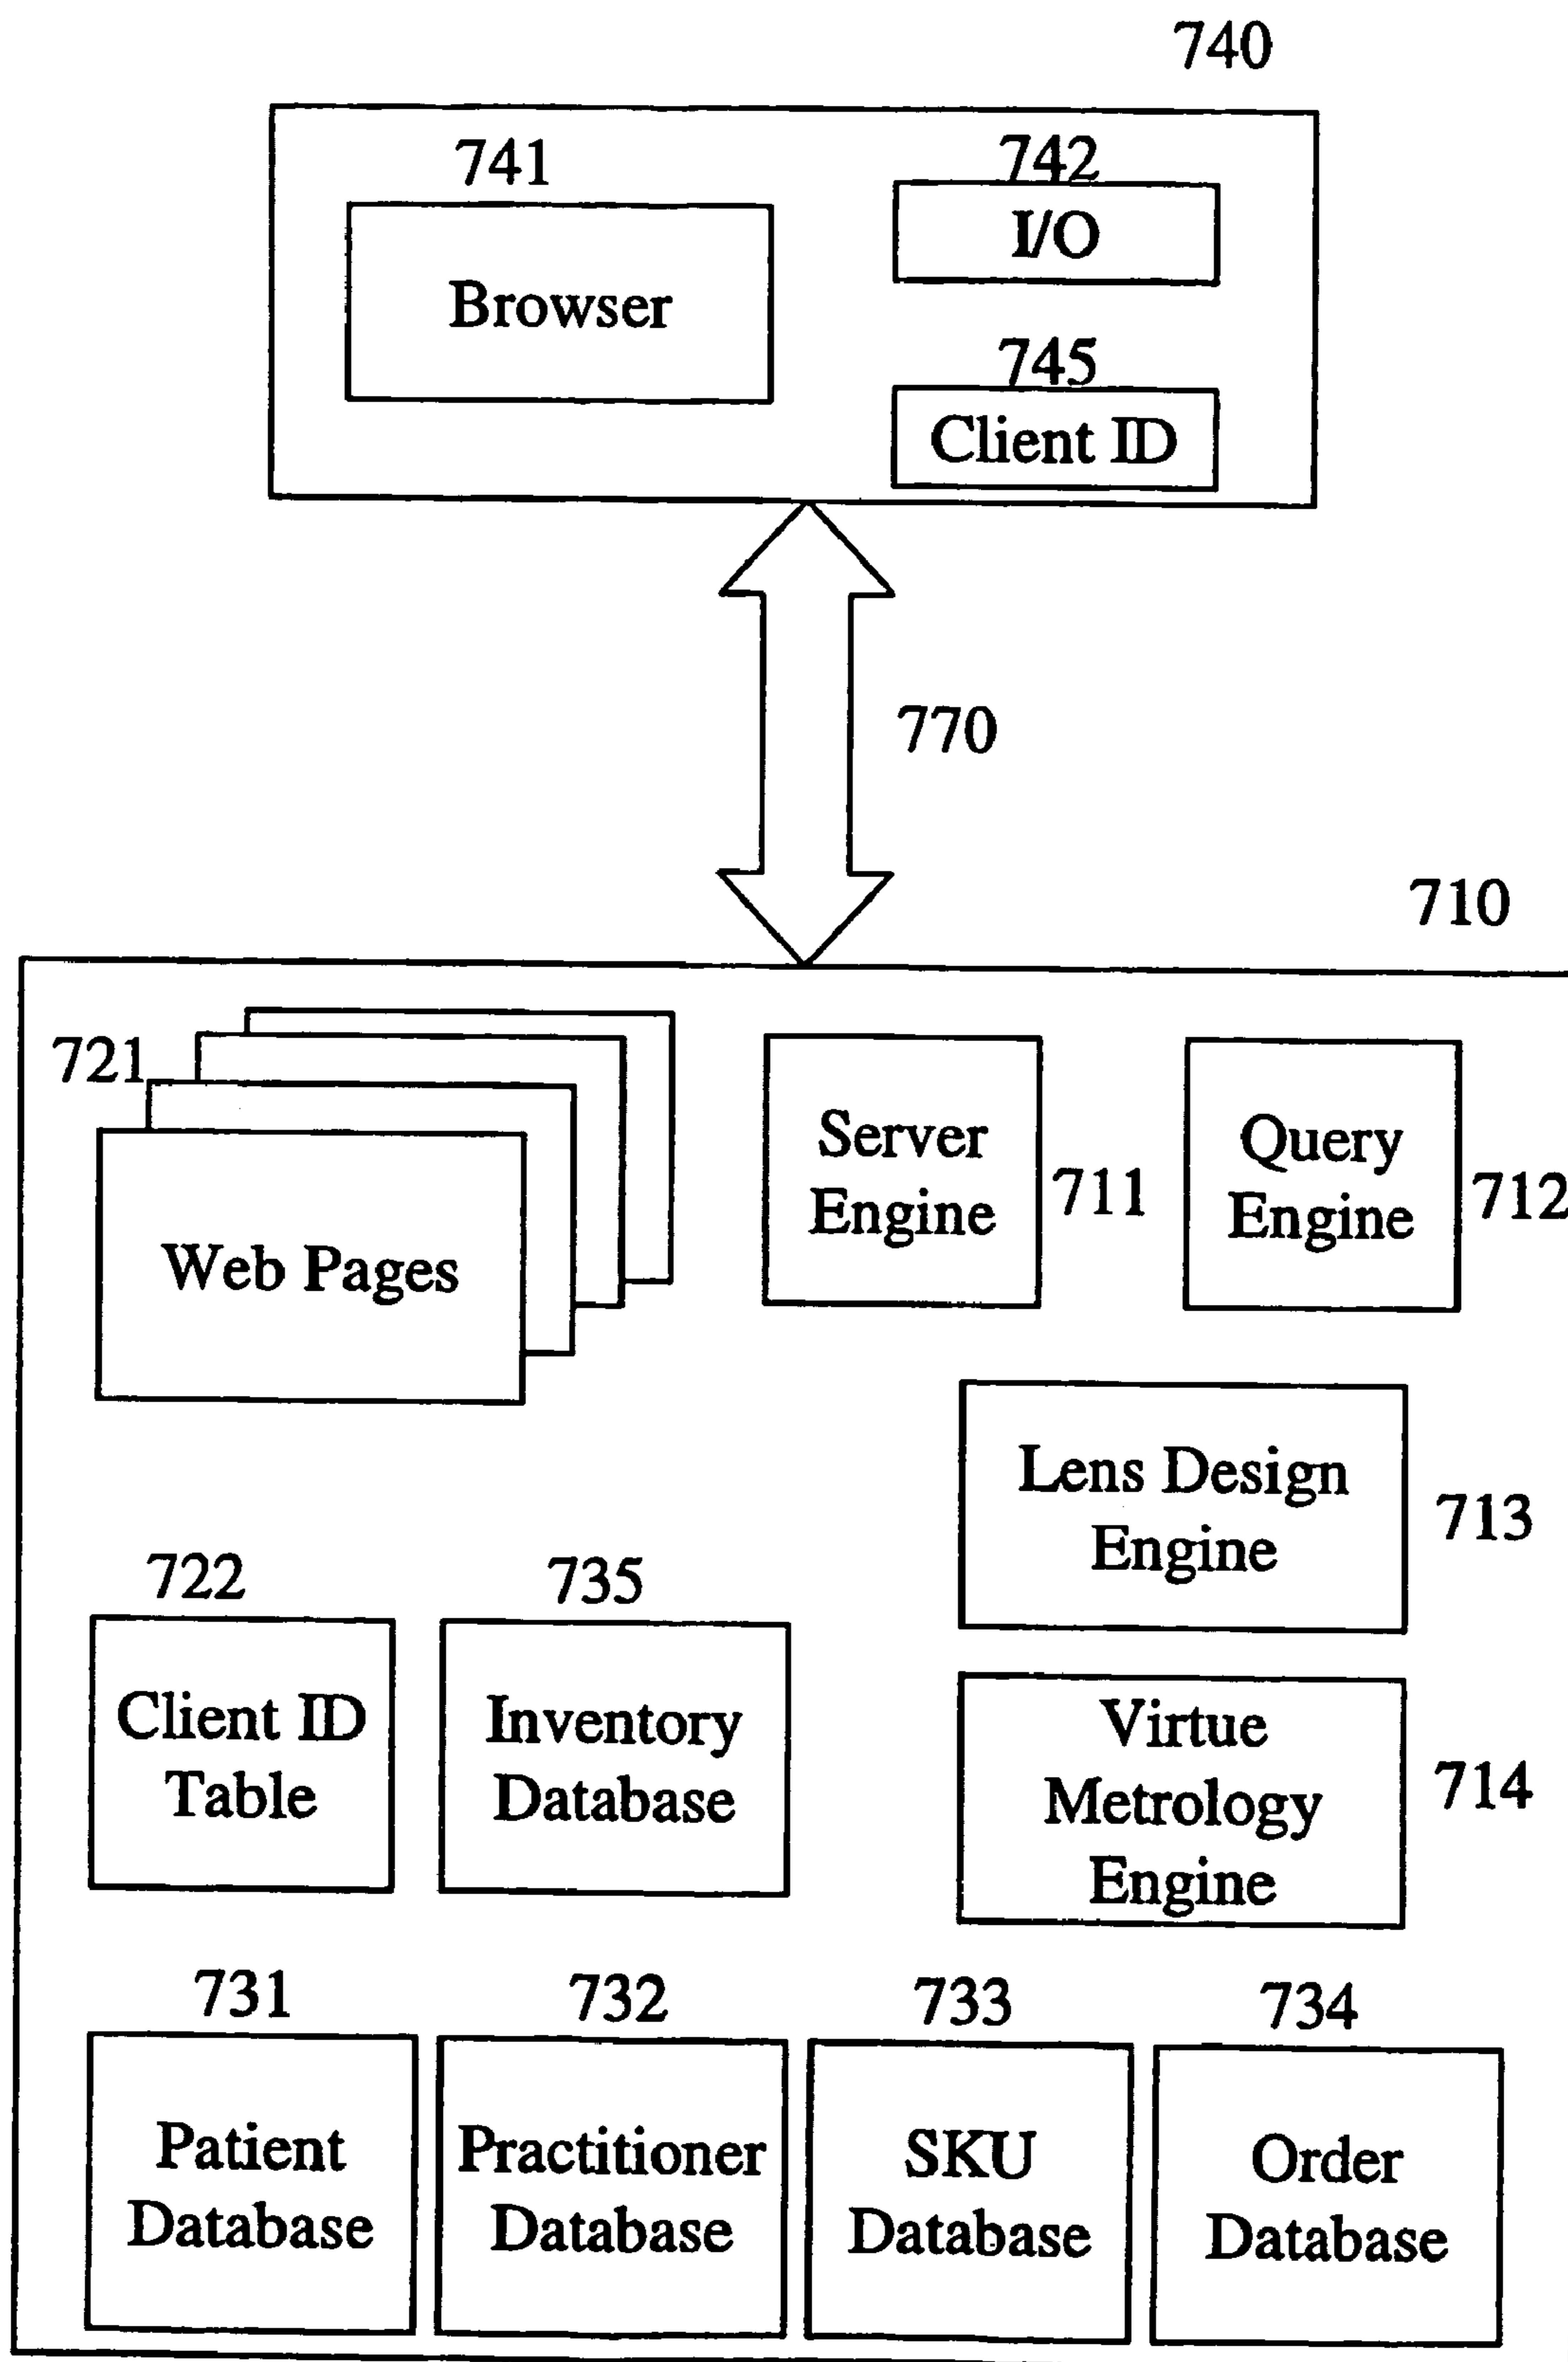 740
741
742
Browser
I/O
745
Client ID
770
710
721
Web Pages
Server
Engine
711
Query
Engine
712
Lens Design
Engine
713
722
Client ID
Table
735
Inventory
Database
Virtue
Metrology
Engine
714
731
Patient
Database
732
Practitioner
Database
733
SKU
Database
734
Order
Database